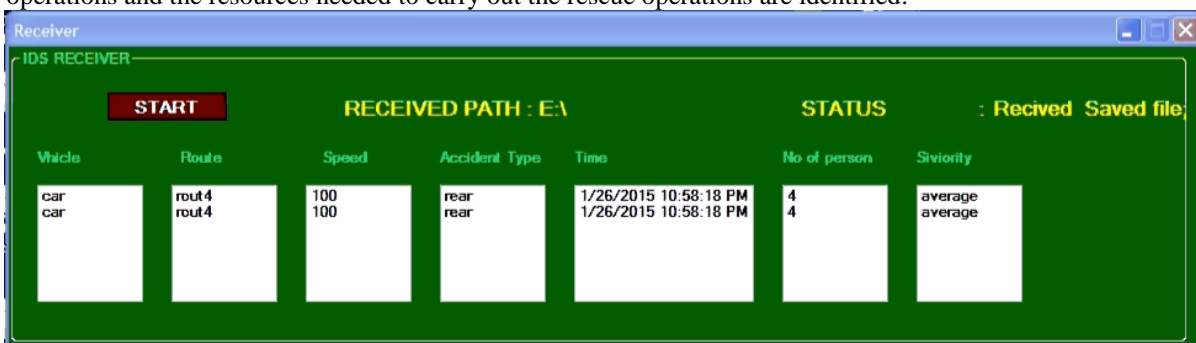 operations and the resources needed to carry out the rescue operations are identified.
Receiver
IDS RECEIVER
START RECEIVED PATH : E:\ STATUS : Recived Saved file;
Vhicle Route Speed Accident Type Time No of person Siviority
car rout4 100 rear 1/26/2015 10:58:18 PM 4 average
car rout4 100 rear 1/26/2015 10:58:18 PM 4 average